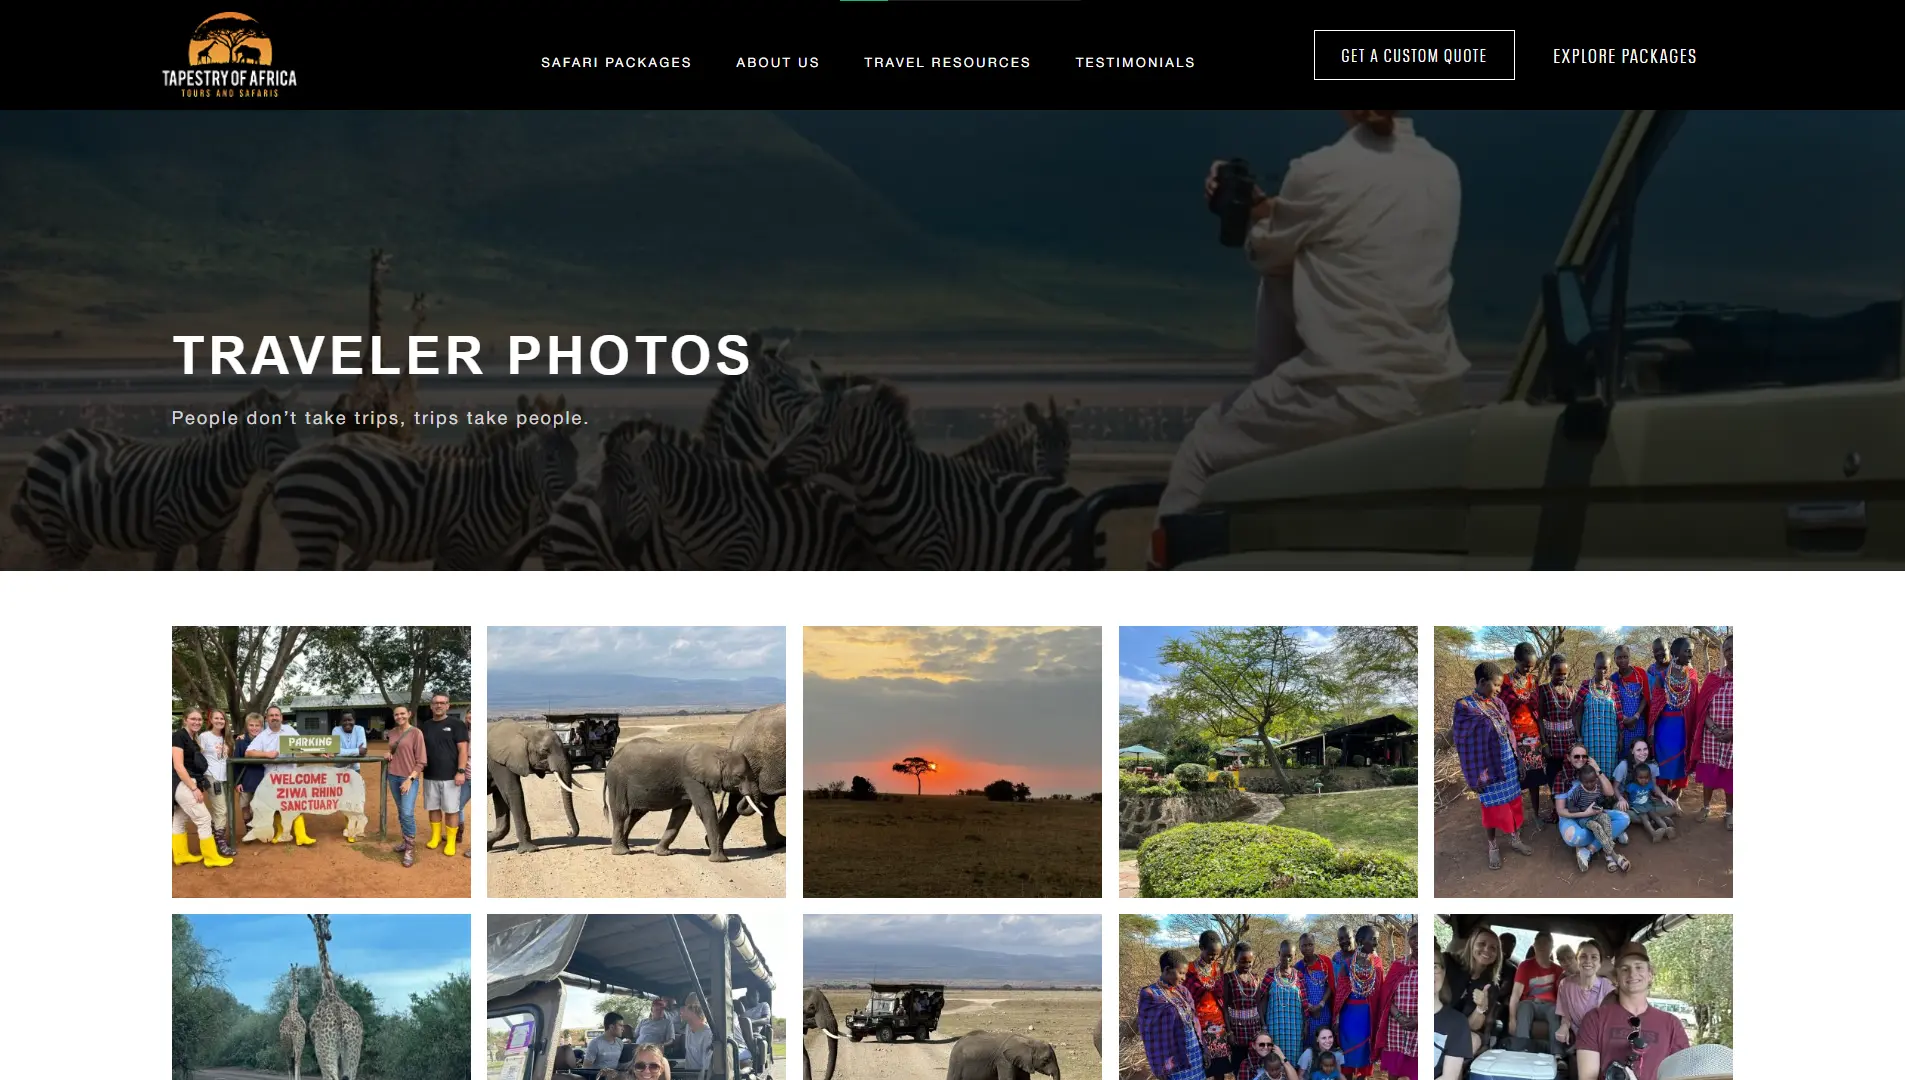 TAPESTRY OF AFRICA
TOURS AND SAFARIS
SAFARI PACKAGES
ABOUT US
TRAVEL RESOURCES
TESTIMONIALS
GET A CUSTOM QUOTE
EXPLORE PACKAGES
TRAVELER PHOTOS
People don’t take trips, trips take people.
PARKING
WELCOME TO
ZIWA RHINO
SANCTUARY